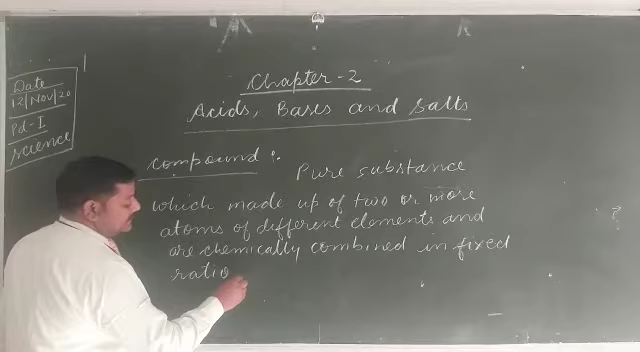 Date
12/Nov/20
Pd-I
Science
Chapter-2
Acids, Bases and Salts
Compound :-
Pure substance
which made up of two or more
atoms of different elements and
are chemically combined in fixed
ratio
?